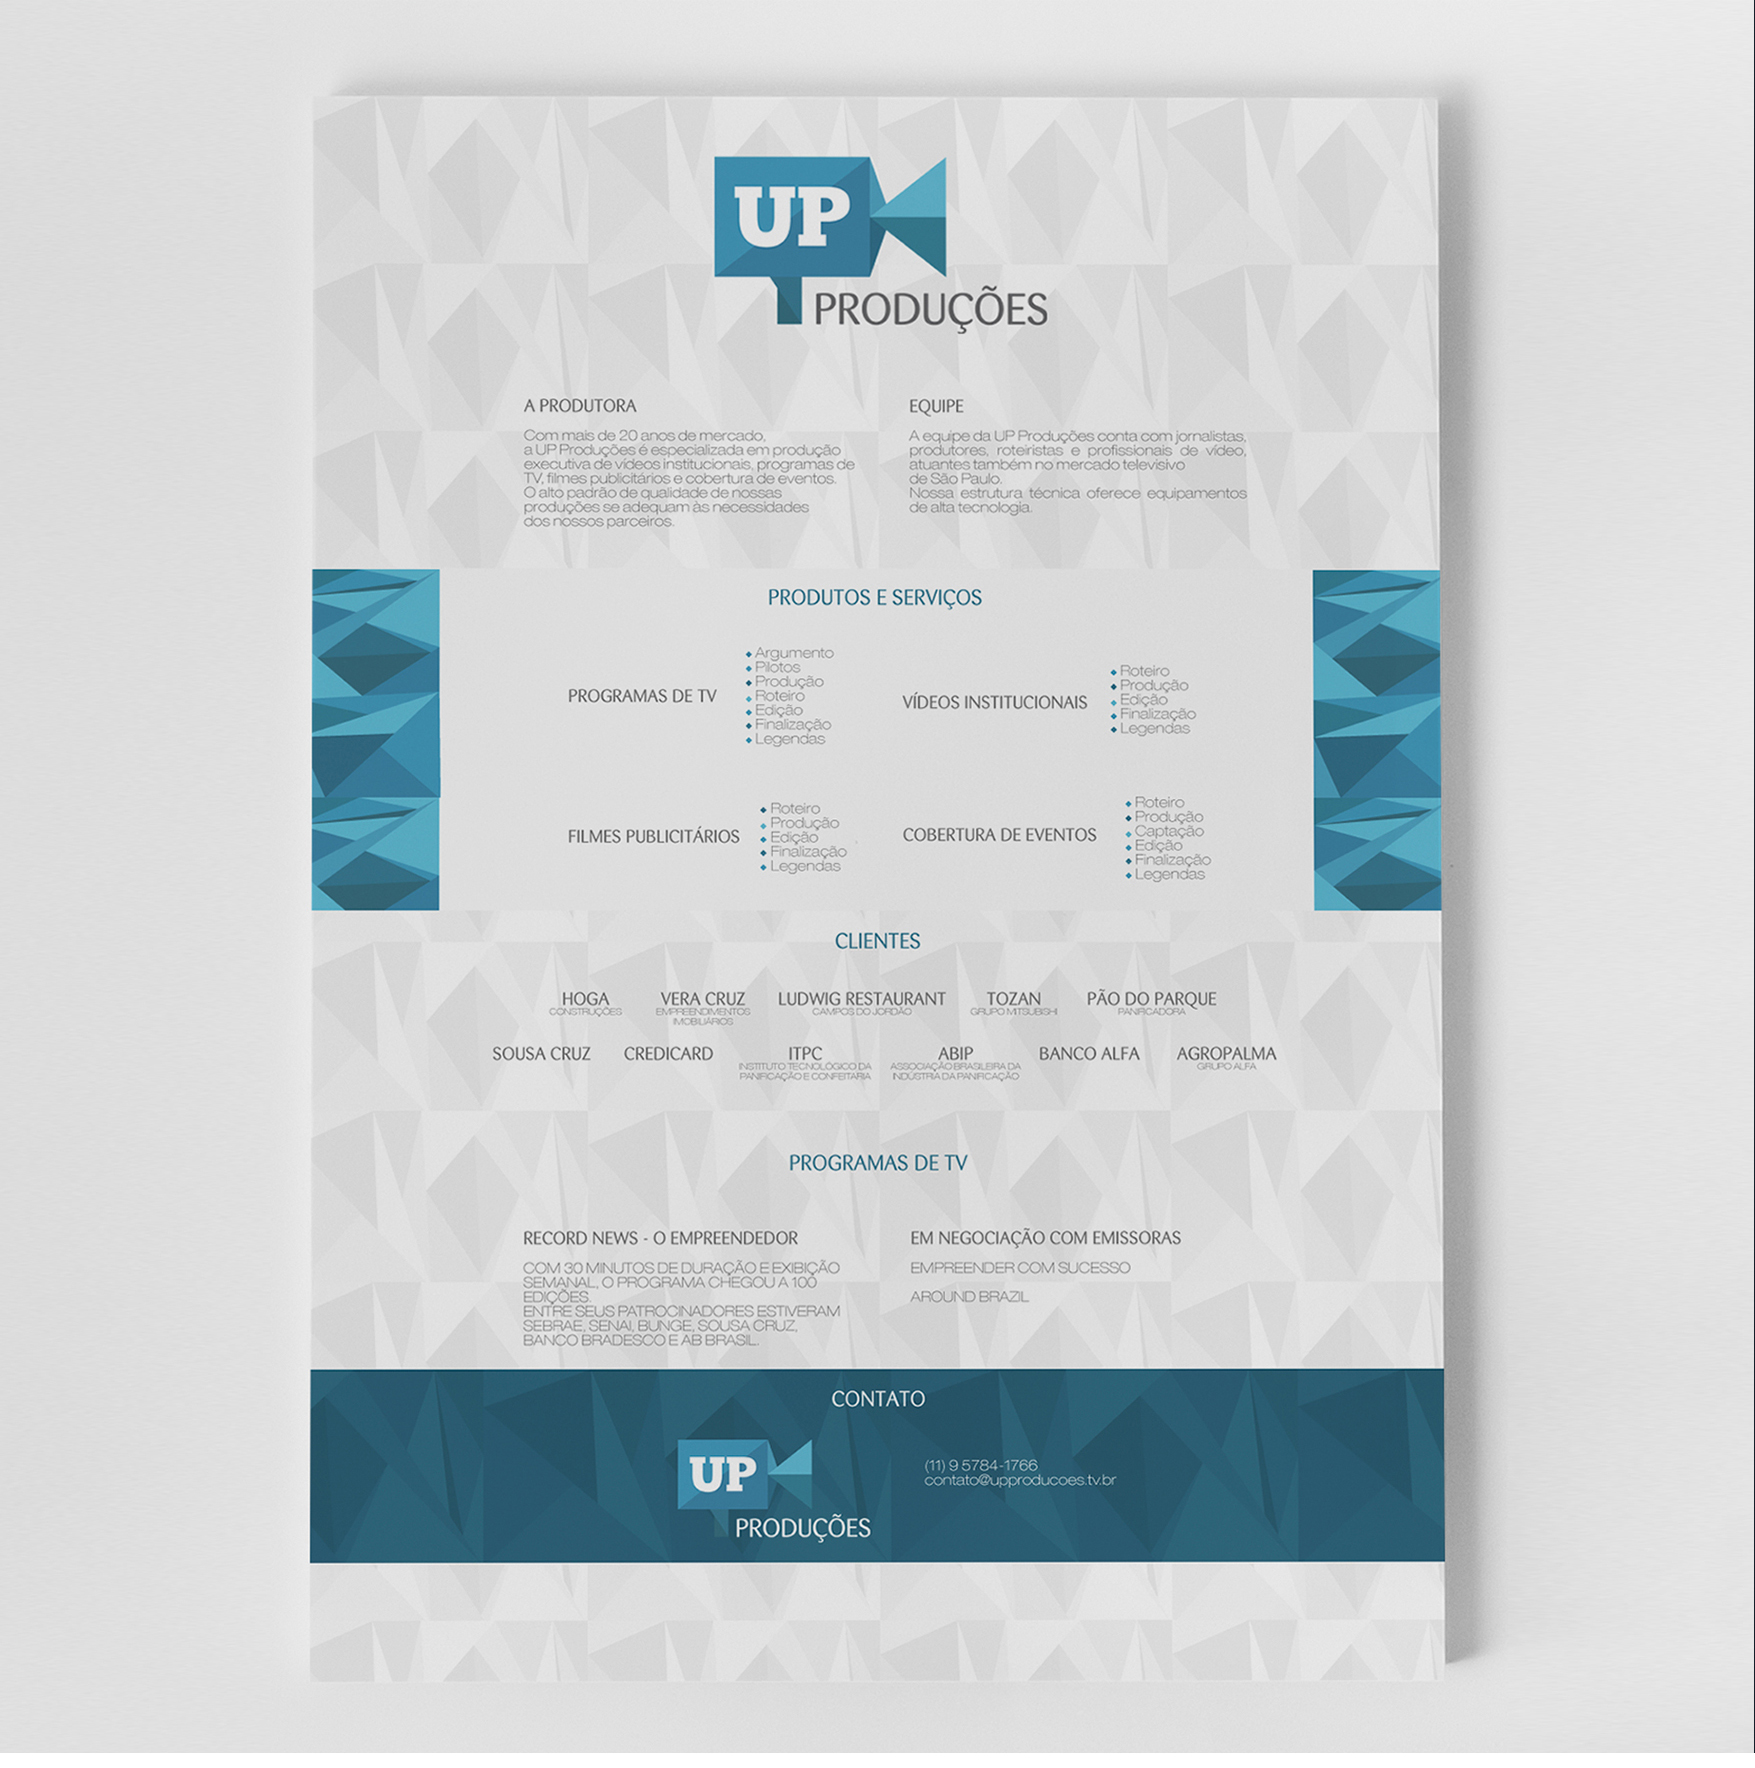 UP
PRODUÇÕES
A PRODUTORA
Com mais de 20 anos de mercado,
a UP Produções é especializada em produção
executiva de vídeos institucionais, programas de
TV, filmes publicitários e cobertura de eventos.
O alto padrão de qualidade de nossas
produções se adequam às necessidades
dos nossos parceiros.
EQUIPE
A equipe da UP Produções conta com jornalistas,
produtores, roteiristas e profissionais de vídeo,
atuantes também no mercado televisivo
de São Paulo.
Nossa estrutura técnica oferece equipamentos
de alta tecnologia.
PRODUTOS E SERVIÇOS
PROGRAMAS DE TV
Argumento
Pilotos
Produção
Roteiro
Edição
Finalização
Legendas
VÍDEOS INSTITUCIONAIS
Roteiro
Produção
Edição
Finalização
Legendas
FILMES PUBLICITÁRIOS
Roteiro
Produção
Edição
Finalização
Legendas
COBERTURA DE EVENTOS
Roteiro
Produção
Captação
Edição
Finalização
Legendas
CLIENTES
HOGA
CONSTRUÇÕES
VERA CRUZ
EMPREENDIMENTOS
IMOBILIÁRIOS
LUDWIG RESTAURANT
CAMPOS DO JORDÃO
TOZAN
GRUPO MITSUBISHI
PÃO DO PARQUE
PANIFICADORA
SOUSA CRUZ
CREDICARD
ITPC
INSTITUTO TECNOLÓGICO DA
PANIFICAÇÃO E CONFEITARIA
ABIP
ASSOCIAÇÃO BRASILEIRA DA
INDÚSTRIA DA PANIFICAÇÃO
BANCO ALFA
AGROPALMA
GRUPO ALFA
PROGRAMAS DE TV
RECORD NEWS - O EMPREENDEDOR
COM 30 MINUTOS DE DURAÇÃO E EXIBIÇÃO
SEMANAL, O PROGRAMA CHEGOU A 100
EDIÇÕES.
ENTRE SEUS PATROCINADORES ESTIVERAM
SEBRAE, SENAI, BUNGE, SOUSA CRUZ,
BANCO BRADESCO E AB BRASIL.
EM NEGOCIAÇÃO COM EMISSORAS
EMPREENDER COM SUCESSO
AROUND BRAZIL
CONTATO
UP
PRODUÇÕES
(11) 9 5784-1766
contato@upproducoes.tv.br